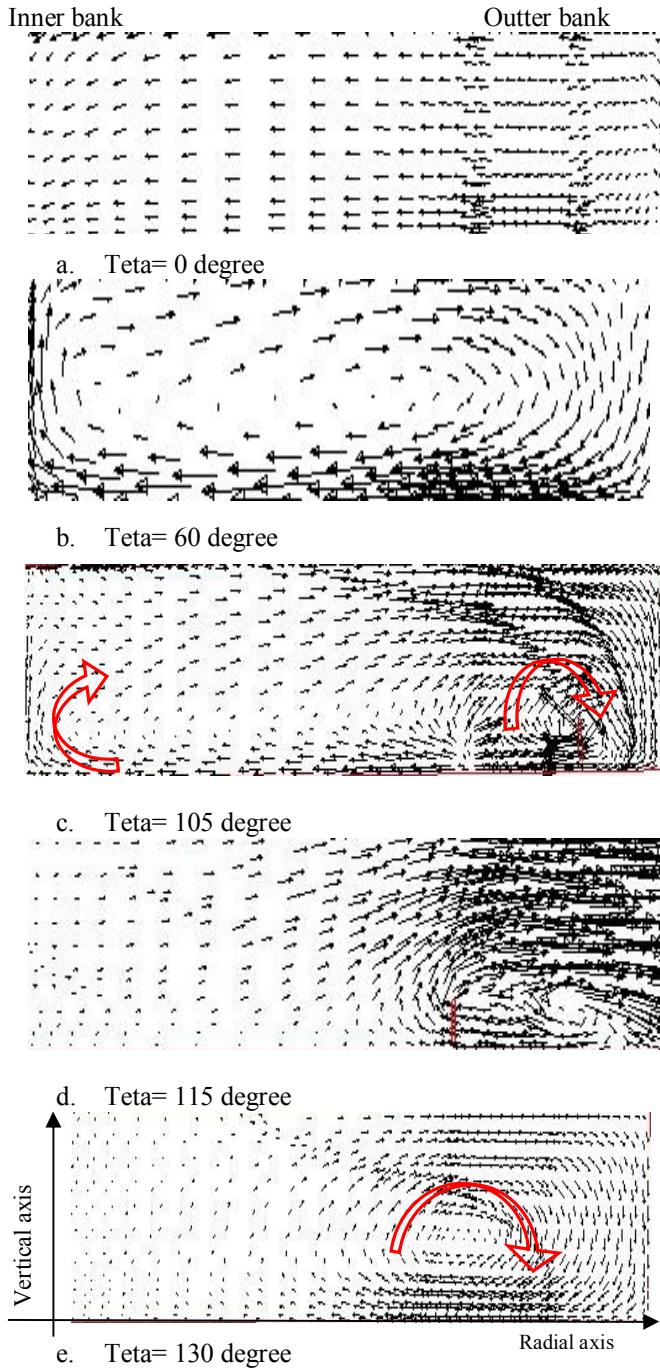 Inner bank Outter bank
a. Teta= 0 degree
b. Teta= 60 degree
c. Teta= 105 degree
d. Teta= 115 degree
Vertical axis
Radial axis
e. Teta= 130 degree